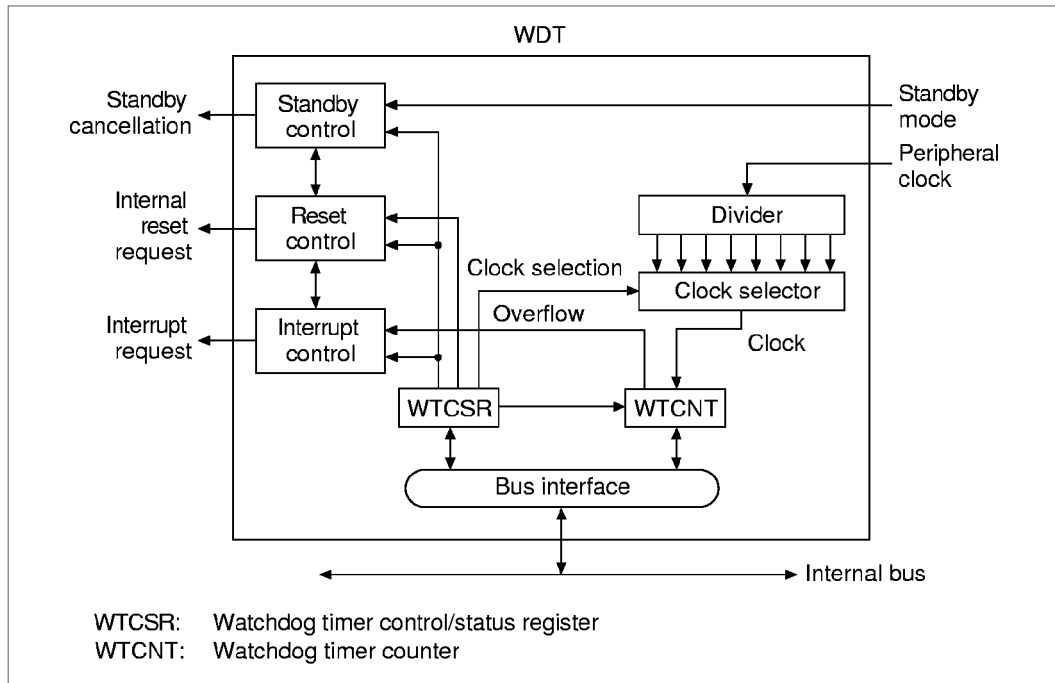 WDT
Standby
cancellation
Standby
control
Standby
mode
Peripheral
clock
Internal
reset
request
Reset
control
Divider
Clock selection
Clock selector
Overflow
Clock
Interrupt
request
Interrupt
control
WTCSR
WTCNT
Bus interface
Internal bus
WTCSR: Watchdog timer control/status register
WTCNT: Watchdog timer counter